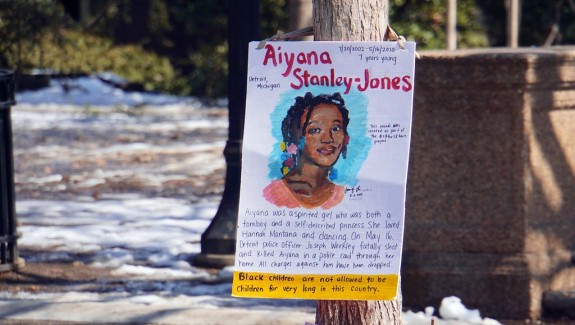 Aiyana
7/20/2002 - 5/16/2010
7 years young
Detroit,
Michigan
Stanley-Jones
Aiyana was a spirited girl who was both a
tomboy and a self-described princess. She loved
Hannah Montana and dancing. On May 16,
Detroit police officer Joseph Weekley fatally shot
and killed Aiyana in a police raid through her
home. All charges against him have been dropped.
Black children are not allowed to be
children for very long in this country.